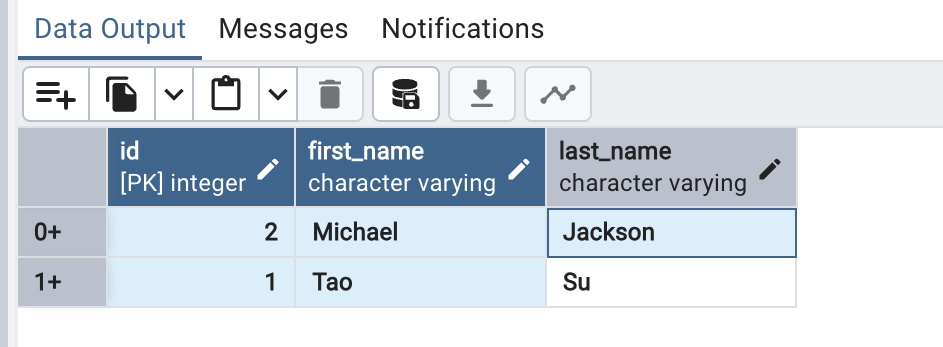 Data Output Messages Notifications
id first_name last_name
[PK] integer character varying character varying
0+ 2 Michael Jackson
1+ 1 Tao Su